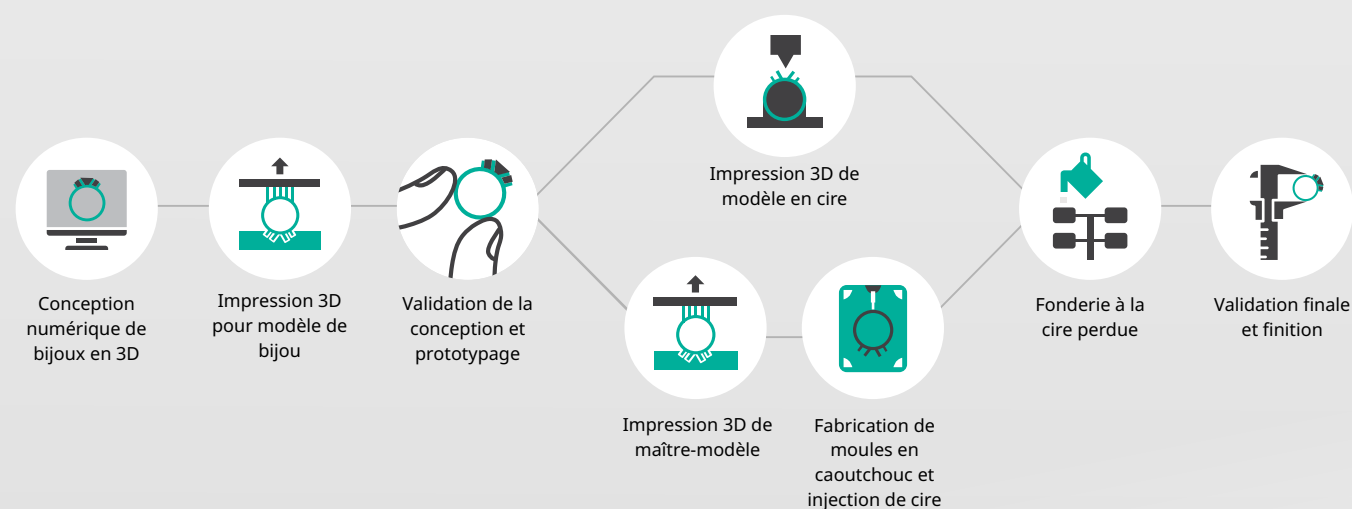 Conception
numérique de
bijoux en 3D
Impression 3D
pour modèle de
bijou
Validation de la
conception et
prototypage
Impression 3D de
modèle en cire
Impression 3D de
maître-modèle
Fabrication de
moules en
caoutchouc et
injection de cire
Fonderie à la
cire perdue
Validation finale
et finition